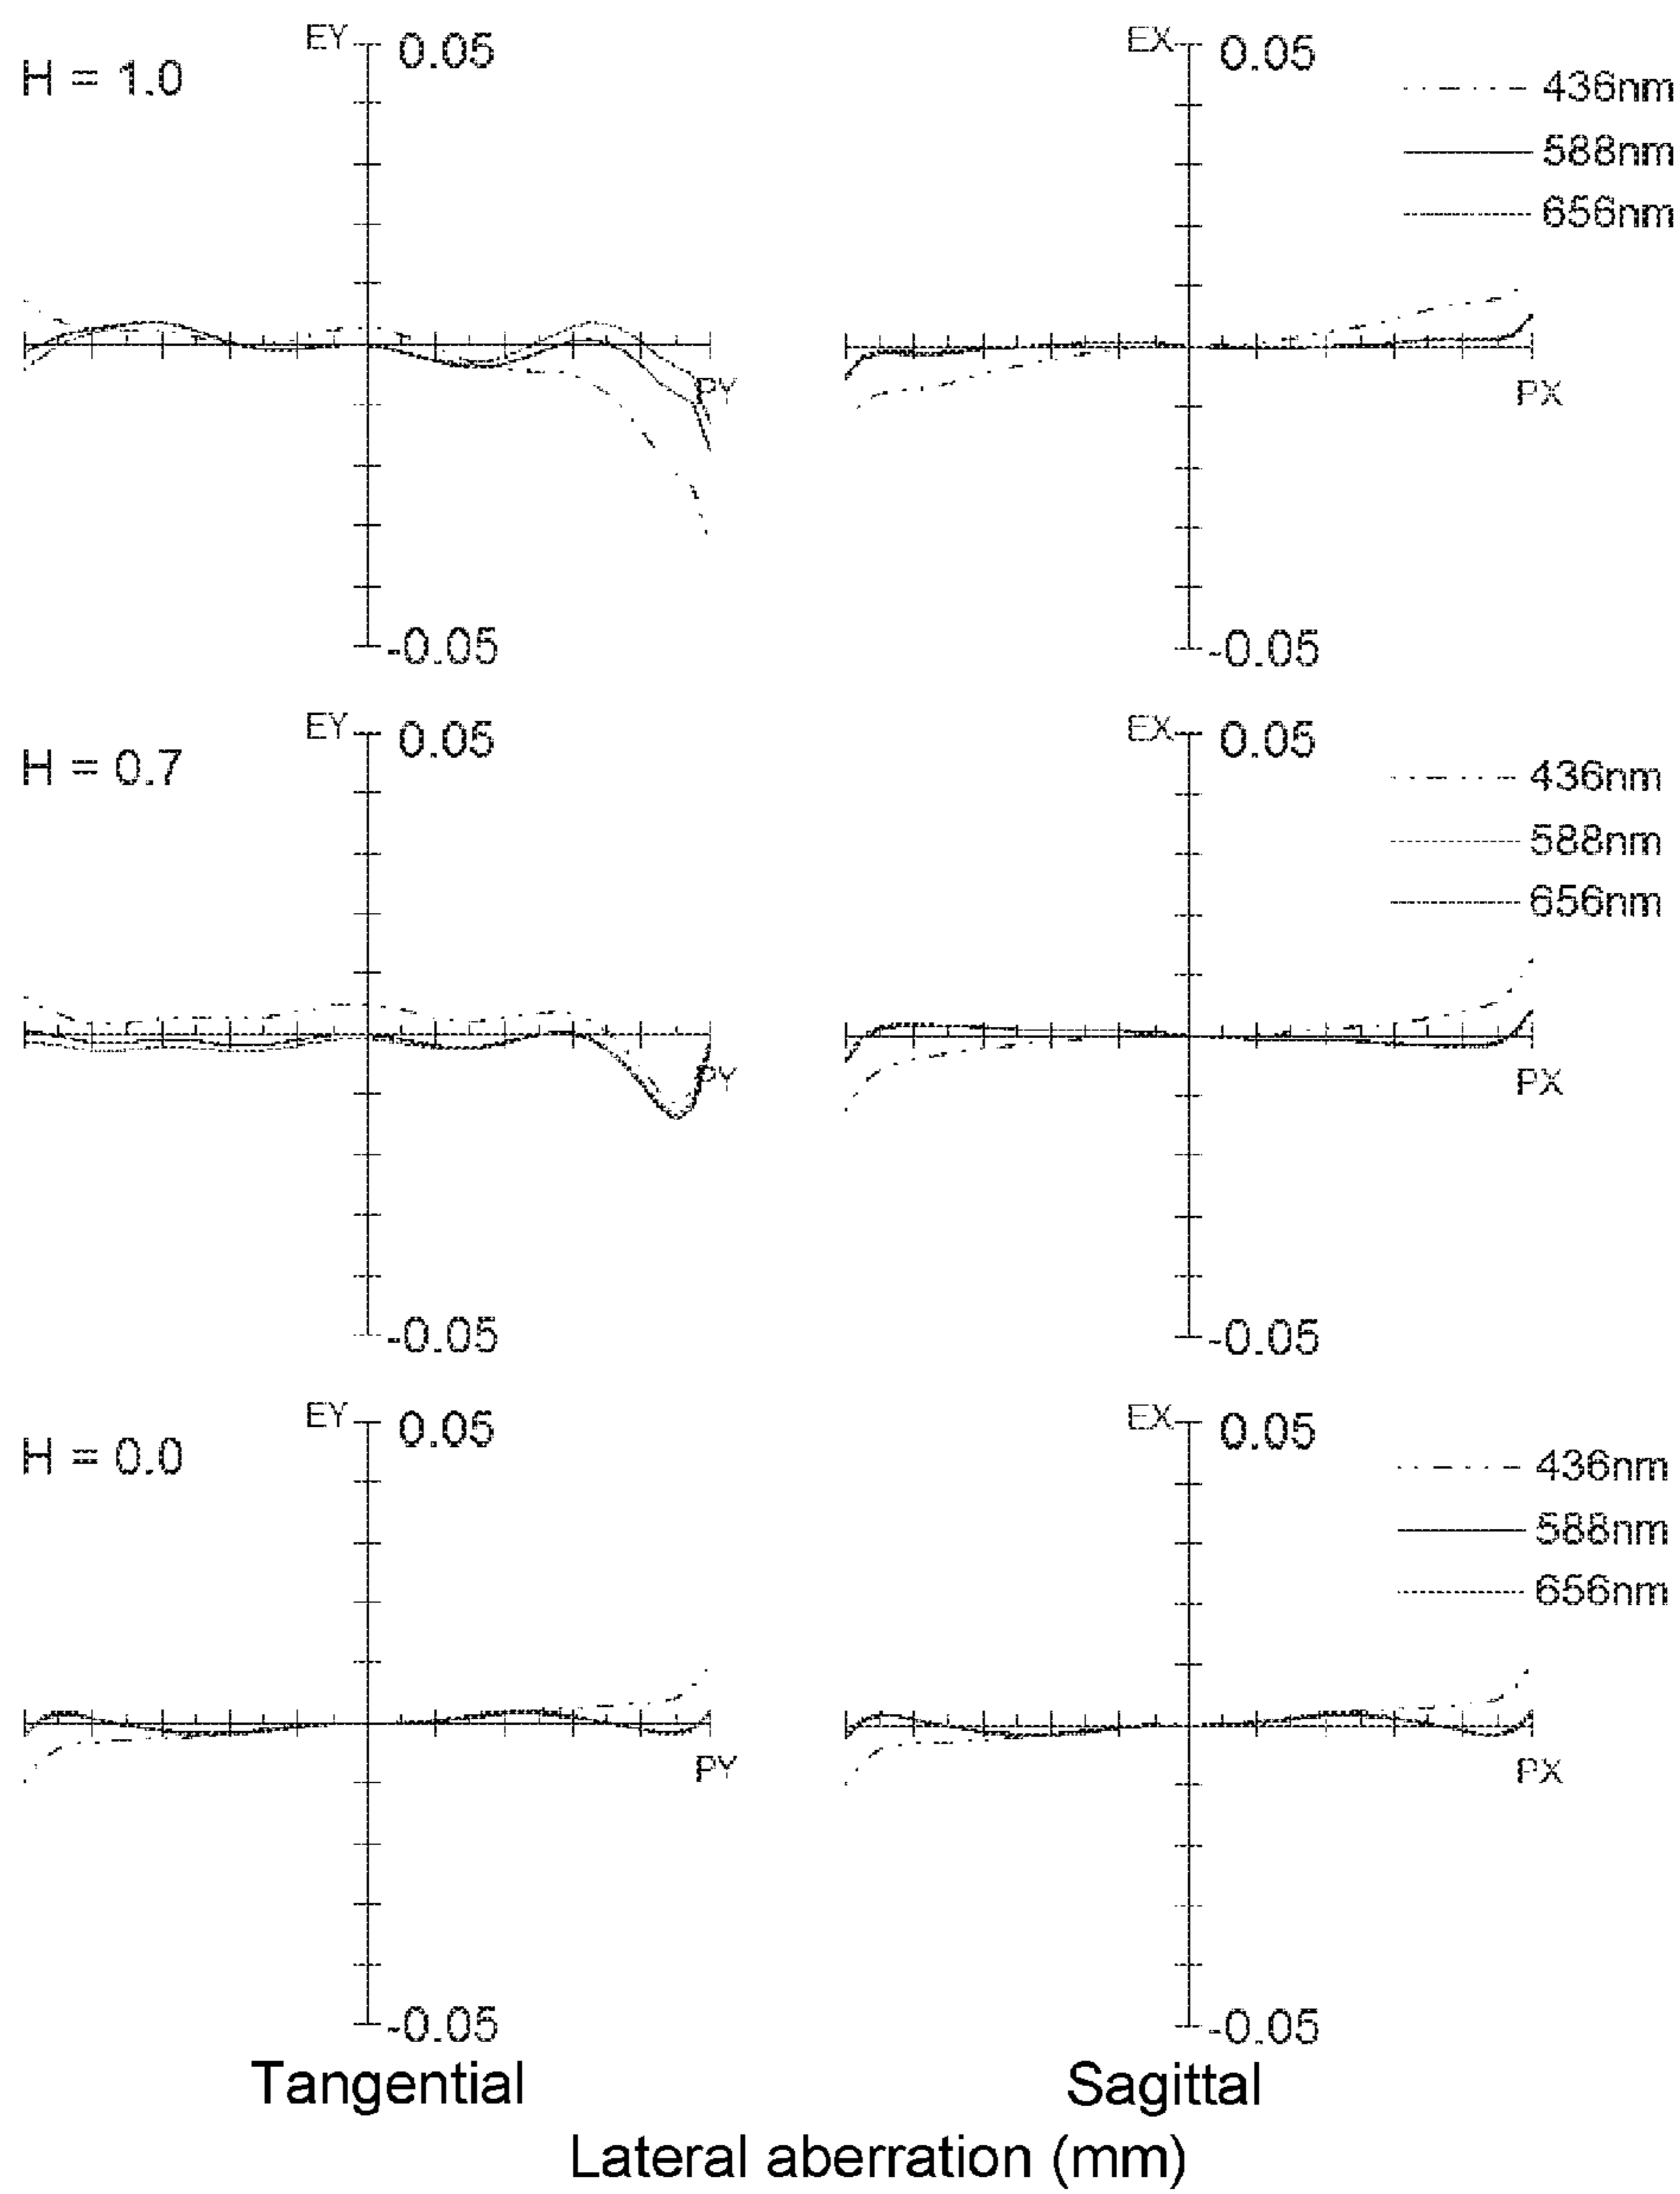 H = 1.0
EY
0.05
-0.05
PY
EX
0.05
-0.05
PX
436nm
588nm
656nm
H = 0.7
EY
0.05
-0.05
PY
EX
0.05
-0.05
PX
436nm
588nm
656nm
H = 0.0
EY
0.05
-0.05
PY
EX
0.05
-0.05
PX
436nm
588nm
656nm
Tangential
Sagittal
Lateral aberration (mm)